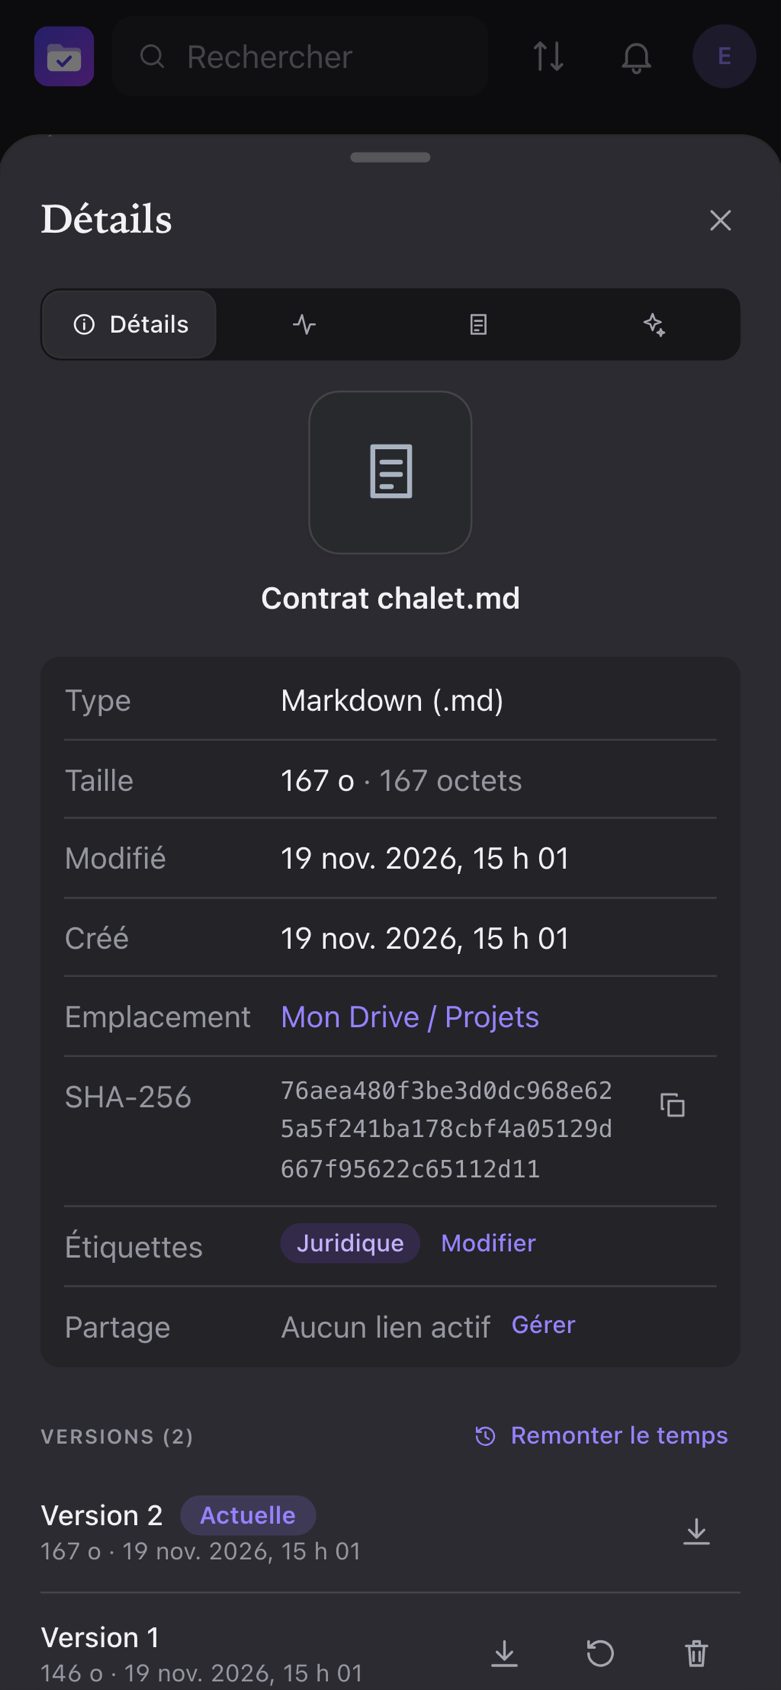 Rechercher
E
Détails
Détails
Contrat chalet.md
Type
Markdown (.md)
Taille
167 o · 167 octets
Modifié
19 nov. 2026, 15 h 01
Créé
19 nov. 2026, 15 h 01
Emplacement
Mon Drive / Projets
SHA-256
76aea480f3be3d0dc968e62
5a5f241ba178cbf4a05129d
667f95622c65112d11
Étiquettes
Juridique
Modifier
Partage
Aucun lien actif
Gérer
VERSIONS (2)
Remonter le temps
Version 2
Actuelle
167 o · 19 nov. 2026, 15 h 01
Version 1
146 o · 19 nov. 2026, 15 h 01